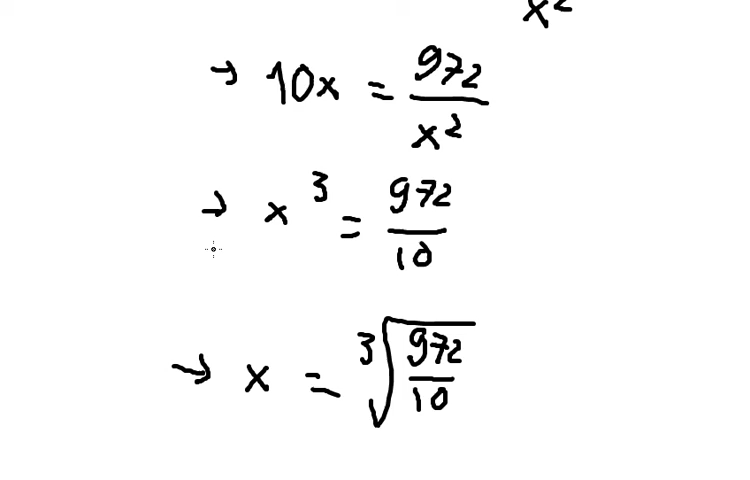 x²
→ 10x = 972/x²
→ x³ = 972/10
→ x = ∛(972/10)